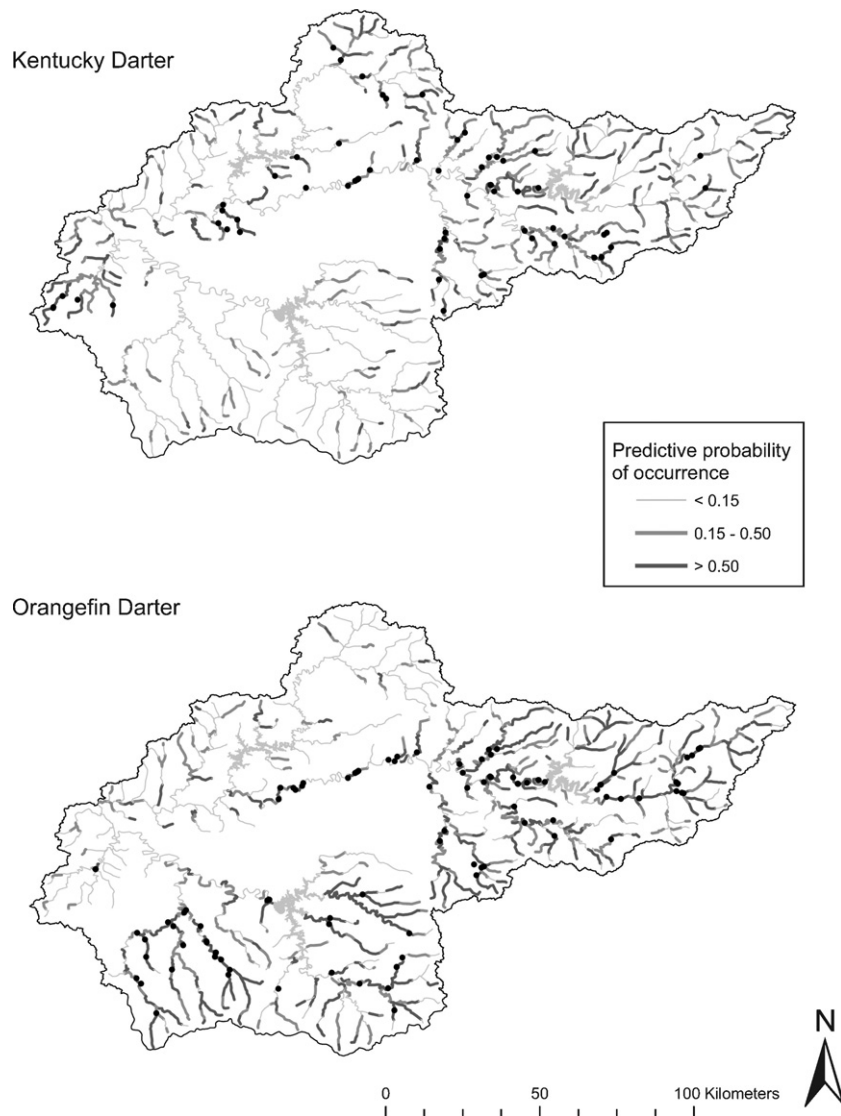 Kentucky Darter
Predictive probability
of occurrence
< 0.15
0.15 - 0.50
> 0.50
Orangefin Darter
N
0 50 100 Kilometers